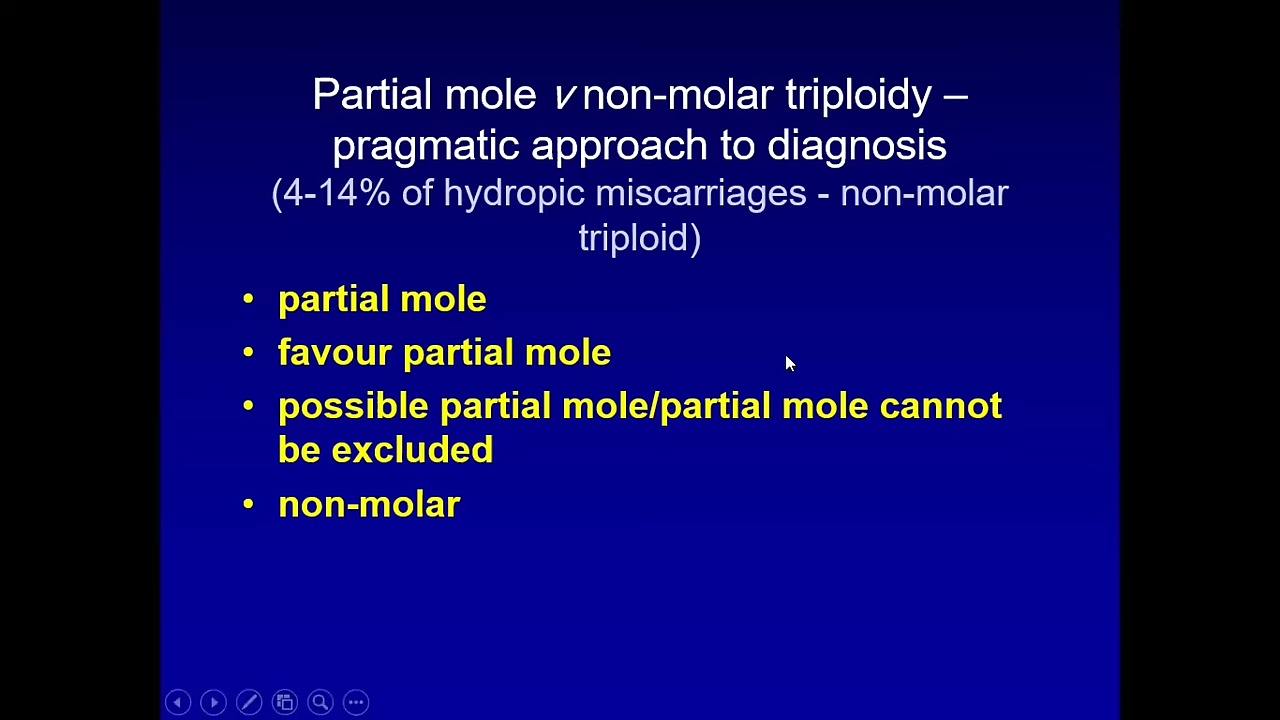 Partial mole v non-molar triploidy –
pragmatic approach to diagnosis
(4-14% of hydropic miscarriages - non-molar
triploid)
• partial mole
• favour partial mole
• possible partial mole/partial mole cannot
be excluded
• non-molar